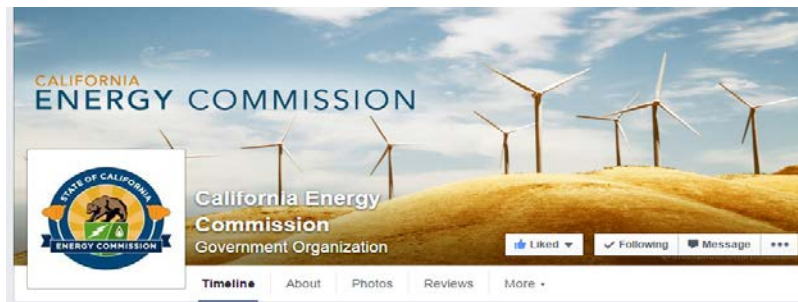 CALIFORNIA
ENERGY COMMISSION
STATE OF CALIFORNIA
ENERGY COMMISSION
California Energy
Commission
Government Organization
Liked
Following
Message
Timeline About Photos Reviews More